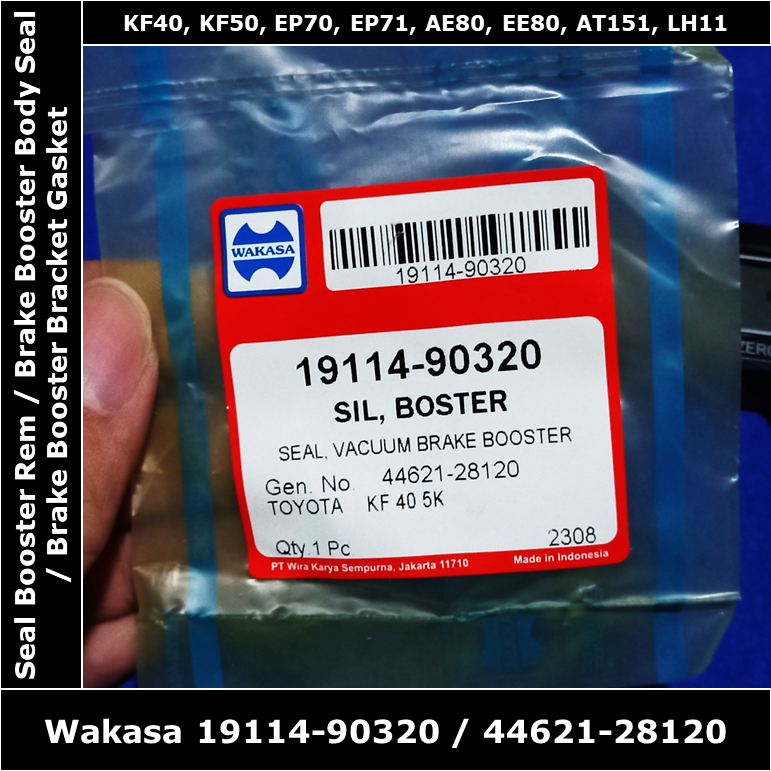 KF40, KF50, EP70, EP71, AE80, EE80, AT151, LH11
Seal Booster Rem / Brake Booster Body Seal
/ Brake Booster Bracket Gasket
WAKASA
19114-90320
19114-90320
SIL, BOSTER
SEAL, VACUUM BRAKE BOOSTER
Gen. No. 44621-28120
TOYOTA KF 40 5K
Qty.1 Pc 2308
PT Wira Karya Sempurna, Jakarta 11710 Made in Indonesia
ZERO
Wakasa 19114-90320 / 44621-28120